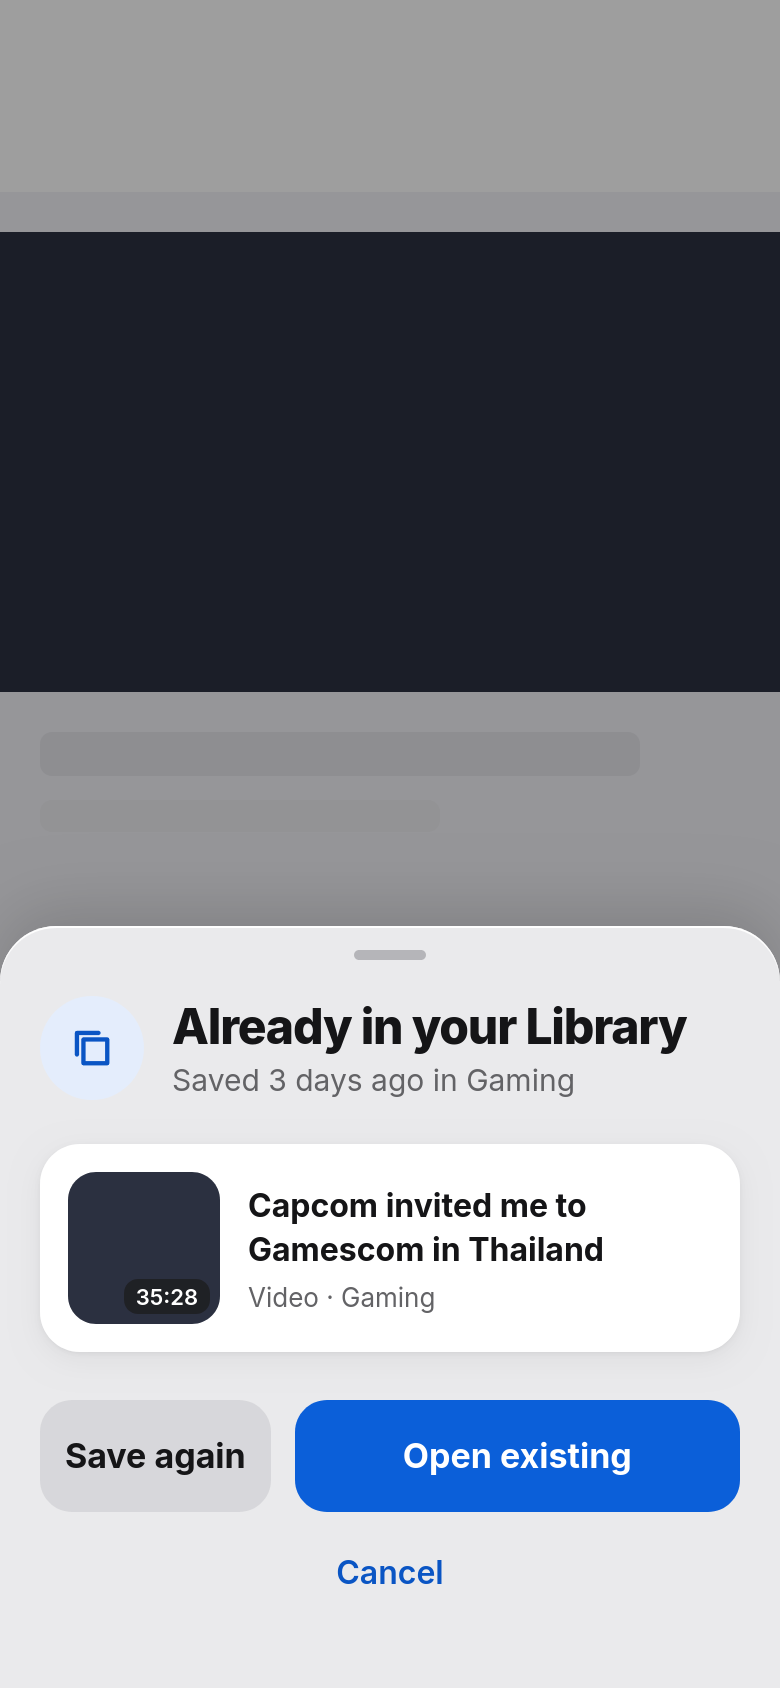 Already in your Library
Saved 3 days ago in Gaming
Capcom invited me to
Gamescom in Thailand
35:28
Video · Gaming
Save again
Open existing
Cancel